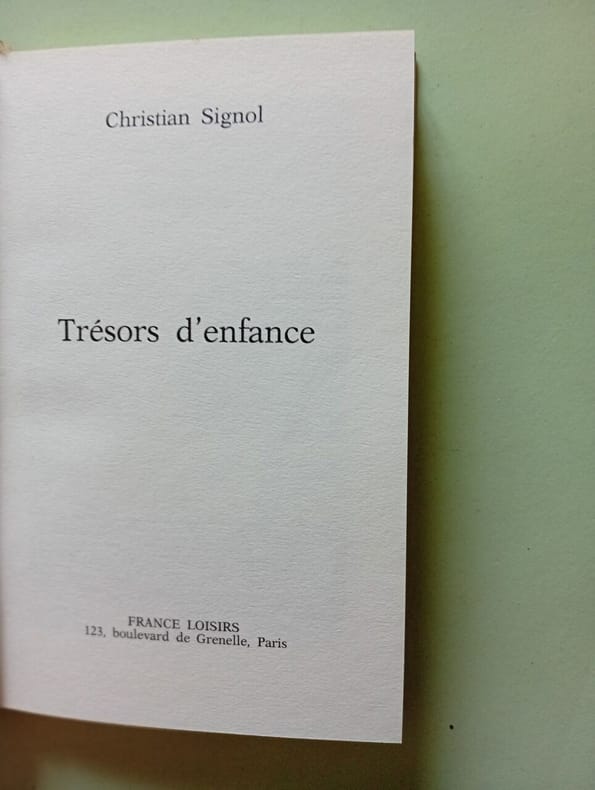 Christian Signol
Trésors d'enfance
FRANCE LOISIRS
123, boulevard de Grenelle, Paris